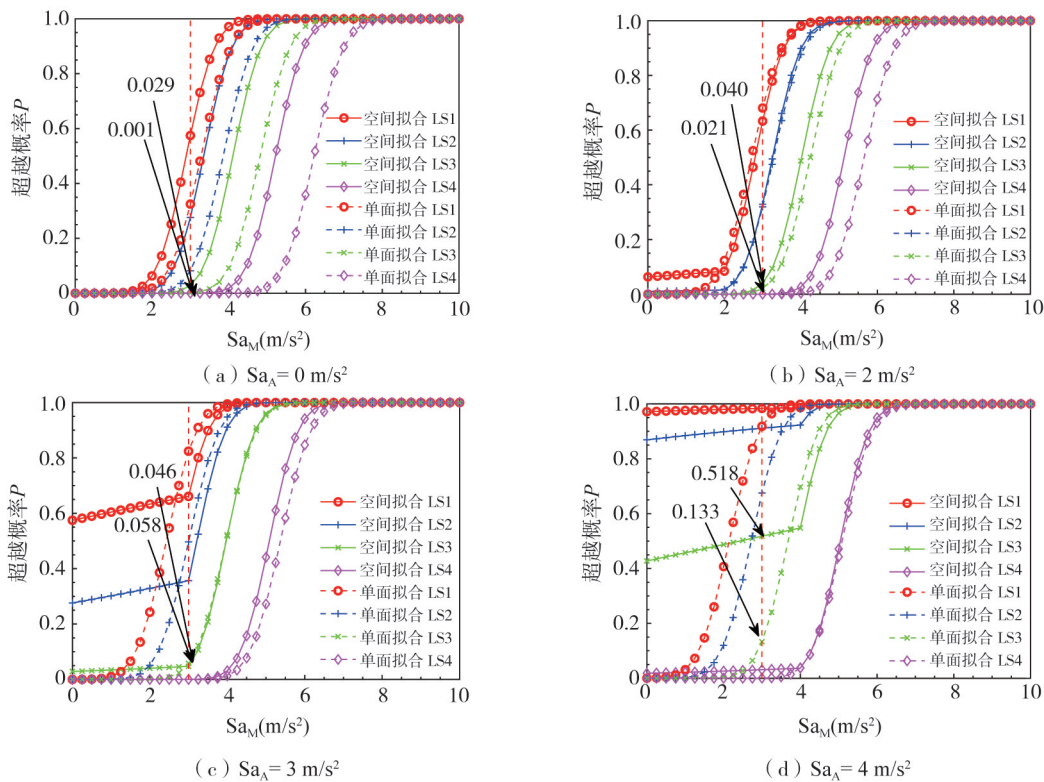 1.0
0.8
0.6
0.4
0.2
0
超越概率P
0.029
0.001
空间拟合 LS1
空间拟合 LS2
空间拟合 LS3
空间拟合 LS4
单面拟合 LS1
单面拟合 LS2
单面拟合 LS3
单面拟合 LS4
0 2 4 6 8 10
SaM(m/s²)
（a）SaA= 0 m/s²
1.0
0.8
0.6
0.4
0.2
0
超越概率P
0.040
0.021
空间拟合 LS1
空间拟合 LS2
空间拟合 LS3
空间拟合 LS4
单面拟合 LS1
单面拟合 LS2
单面拟合 LS3
单面拟合 LS4
0 2 4 6 8 10
SaM(m/s²)
（b）SaA= 2 m/s²
1.0
0.8
0.6
0.4
0.2
0.0
超越概率P
0.046
0.058
空间拟合 LS1
空间拟合 LS2
空间拟合 LS3
空间拟合 LS4
单面拟合 LS1
单面拟合 LS2
单面拟合 LS3
单面拟合 LS4
0 2 4 6 8 10
SaM(m/s²)
（c）SaA= 3 m/s²
1.0
0.8
0.6
0.4
0.2
0.0
超越概率P
0.518
0.133
空间拟合 LS1
空间拟合 LS2
空间拟合 LS3
空间拟合 LS4
单面拟合 LS1
单面拟合 LS2
单面拟合 LS3
单面拟合 LS4
0 2 4 6 8 10
SaM(m/s²)
（d）SaA= 4 m/s²